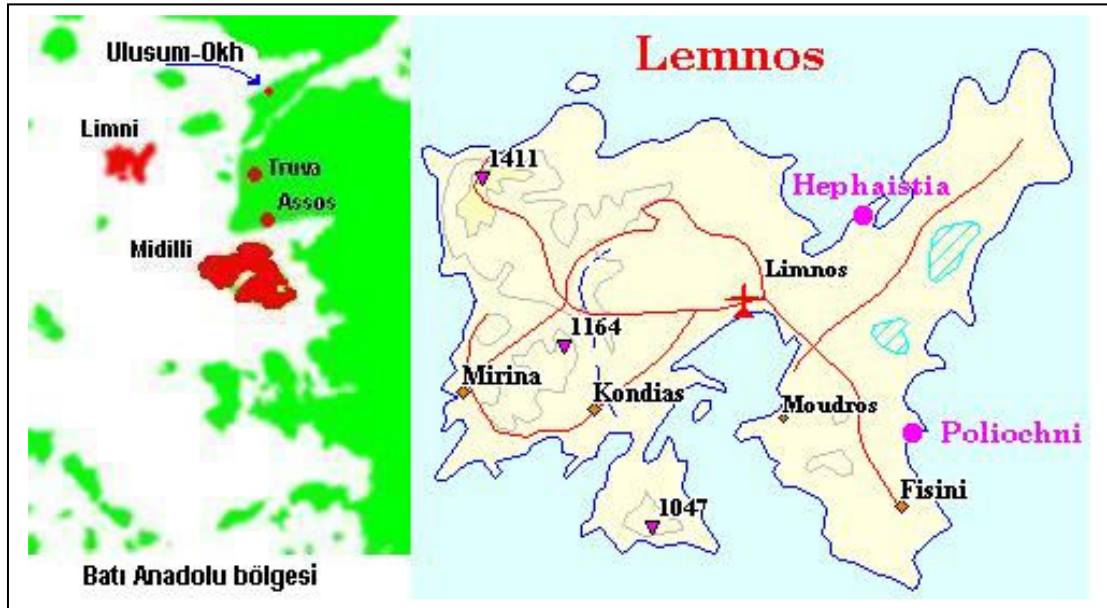 Ulusum-Okh
Limni
Truva
Assos
Midilli
Batı Anadolu bölgesi
Lemnos
1411
Hephaistia
Limnos
1164
Mirina
Kondias
Moudros
Poliochni
Fisini
1047